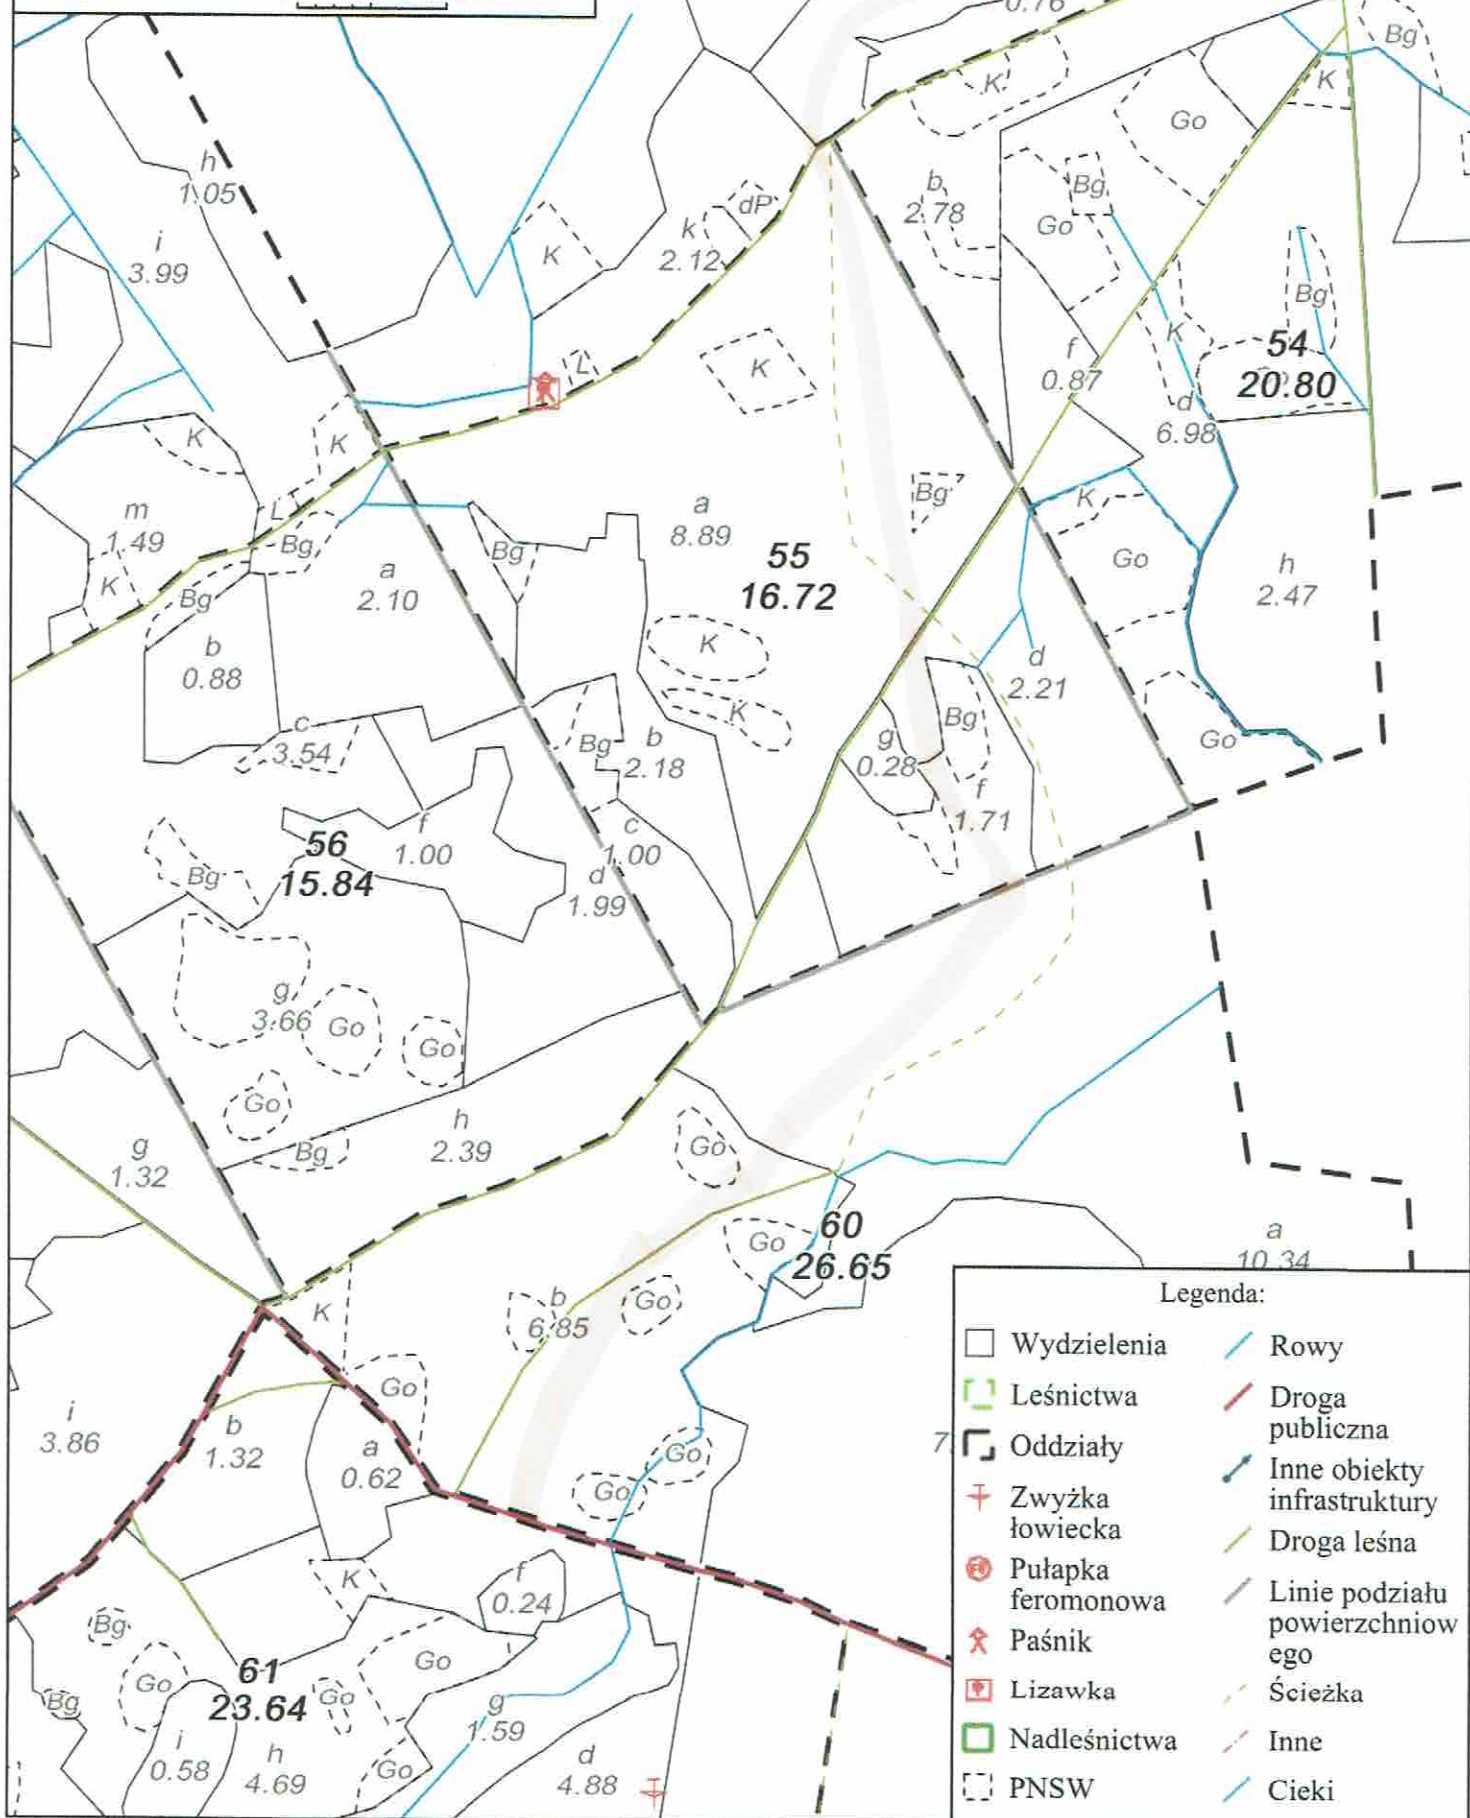 0.76
Bg
K
K
Go
h
1.05
b
2.78
Bg
dP
k
2.12
Go
i
3.99
K
Bg
K
54
20.80
L
K
f
0.87
d
6.98
K
K
m
1.49
L
Bg
Bg
a
8.89
Bg
K
55
16.72
Go
h
2.47
K
Bg
a
2.10
b
0.88
K
d
2.21
K
Bg
Go
c
3.54
Bg
b
2.18
g
0.28
f
1.71
56
15.84
f
1.00
c
1.00
Bg
d
1.99
g
3.66
Go
Go
Go
g
1.32
Bg
h
2.39
Go
60
26.65
Go
a
10.34
K
b
6.85
Go
Go
i
3.86
b
1.32
a
0.62
7.
Go
Go
K
f
0.24
Bg
Go
Go
61
23.64
Go
Bg
g
1.59
i
0.58
h
4.69
Go
d
4.88
Legenda:
Wydzielenia
Leśnictwa
Oddziały
Zwyżka
łowiecka
Pułapka
feromonowa
Paśnik
Lizawka
Nadleśnictwa
PNSW
Rowy
Droga
publiczna
Inne obiekty
infrastruktury
Droga leśna
Linie podziału
powierzchniow
ego
Ścieżka
Inne
Cieki